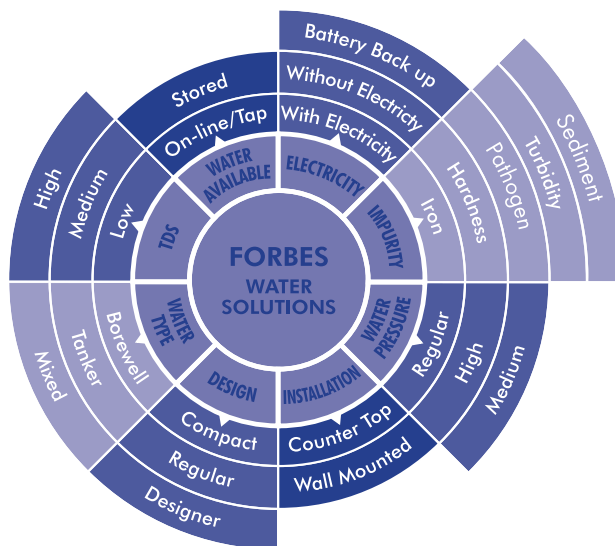 FORBES
WATER
SOLUTIONS
WATER
AVAILABLE
On-line/Tap
Stored
ELECTRICITY
With Electricity
Without Electricty
Battery Back up
IMPURITY
Iron
Hardness
Pathogen
Turbidity
Sediment
WATER
PRESSURE
Regular
High
Medium
INSTALLATION
Counter Top
Wall Mounted
DESIGN
Compact
Regular
Designer
WATER
TYPE
Borewell
Tanker
Mixed
TDS
Low
Medium
High